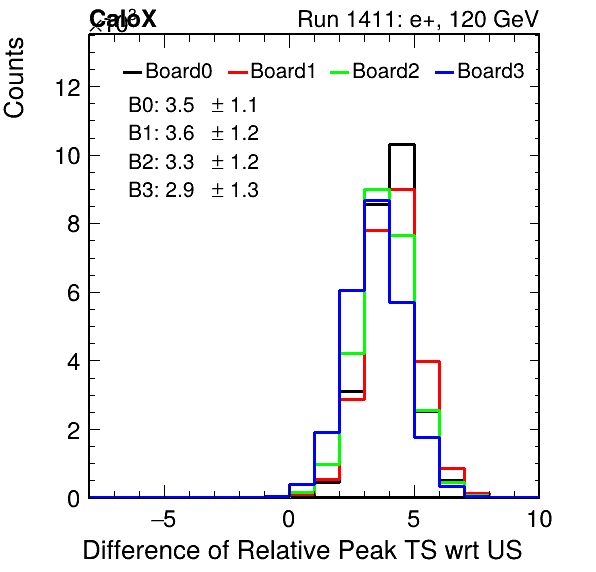 CaloX
×10³
Run 1411: e+, 120 GeV
Counts
Board0 Board1 Board2 Board3
B0: 3.5 ± 1.1
B1: 3.6 ± 1.2
B2: 3.3 ± 1.2
B3: 2.9 ± 1.3
12
10
8
6
4
2
0
−5 0 5 10
Difference of Relative Peak TS wrt US